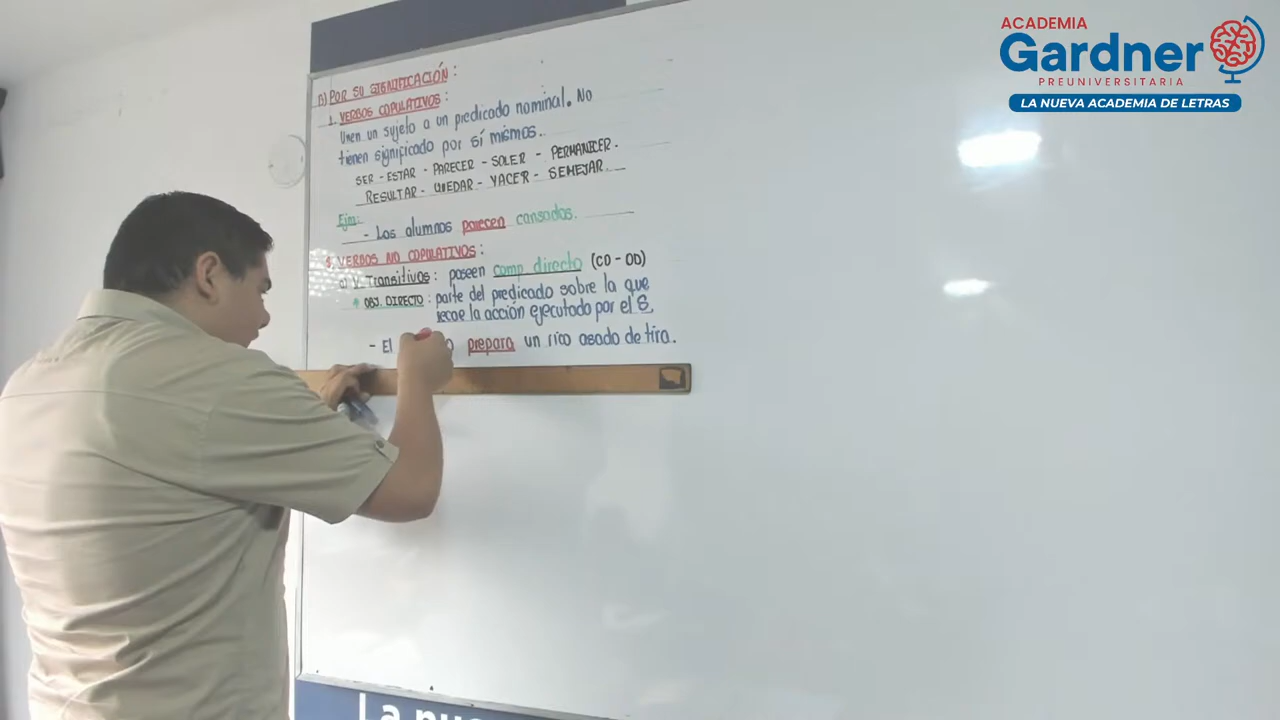 ACADEMIA
Gardner
PREUNIVERSITARIA
LA NUEVA ACADEMIA DE LETRAS
B) POR SU SIGNIFICACIÓN :
1. VERBOS COPULATIVOS :
Unen un sujeto a un predicado nominal. No
tienen significado por sí mismos.
SER - ESTAR - PARECER - SOLER - PERMANECER.
RESULTAR - QUEDAR - YACER - SEMEJAR.
Ejm:
- Los alumnos parecen cansados.
VERBOS NO COPULATIVOS :
a) V. Transitivos : poseen comp directo (CD - OD)
* OBJ. DIRECTO : parte del predicado sobre la que
recae la acción ejecutado por el S.
- El prepara un rico asado de tira.
La nue